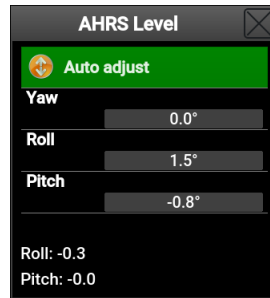 AHRS Level
Auto adjust
Yaw
0.0°
Roll
1.5°
Pitch
-0.8°
Roll: -0.3
Pitch: -0.0